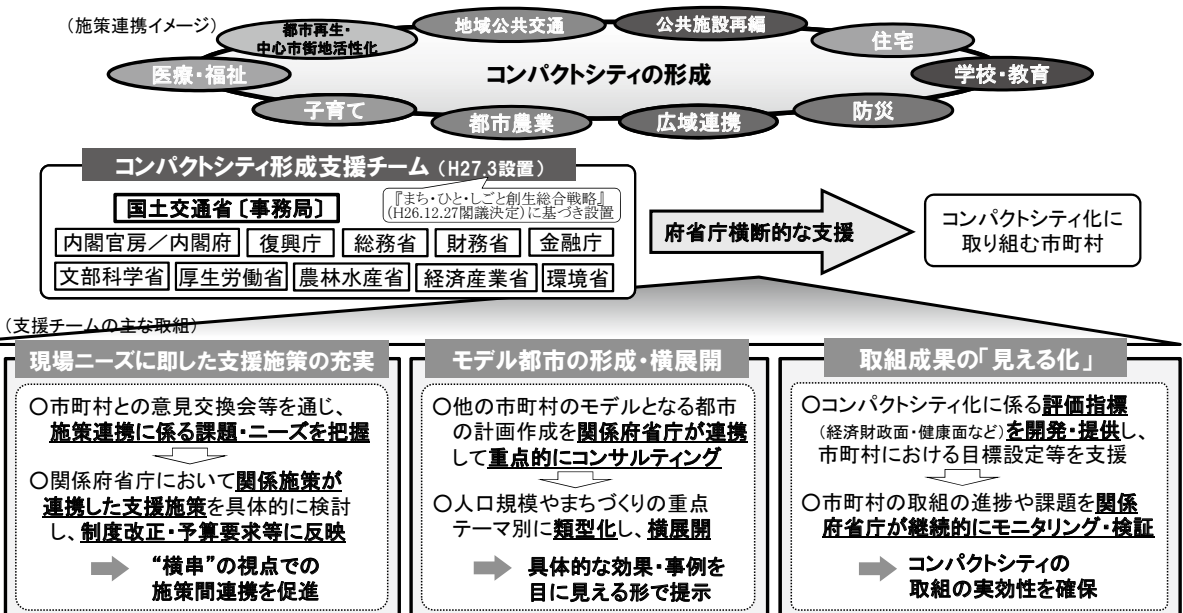 (施策連携イメージ)
都市再生・
中心市街地活性化
地域公共交通
公共施設再編
住宅
医療・福祉
コンパクトシティの形成
学校・教育
子育て
都市農業
広域連携
防災
コンパクトシティ形成支援チーム(H27.3設置)
国土交通省〔事務局〕
『まち・ひと・しごと創生総合戦略』
(H26.12.27閣議決定)に基づき設置
内閣官房/内閣府
復興庁
総務省
財務省
金融庁
文部科学省
厚生労働省
農林水産省
経済産業省
環境省
府省庁横断的な支援
コンパクトシティ化に
取り組む市町村
(支援チームの主な取組)
現場ニーズに即した支援施策の充実
○市町村との意見交換会等を通じ、
施策連携に係る課題・ニーズを把握
○関係府省庁において関係施策が
連携した支援施策を具体的に検討
し、制度改正・予算要求等に反映
“横串”の視点での
施策間連携を促進
モデル都市の形成・横展開
○他の市町村のモデルとなる都市
の計画作成を関係府省庁が連携
して重点的にコンサルティング
○人口規模やまちづくりの重点
テーマ別に類型化し、横展開
具体的な効果・事例を
目に見える形で提示
取組成果の「見える化」
○コンパクトシティ化に係る評価指標
(経済財政面・健康面など)を開発・提供し、
市町村における目標設定等を支援
○市町村の取組の進捗や課題を関係
府省庁が継続的にモニタリング・検証
コンパクトシティの
取組の実効性を確保